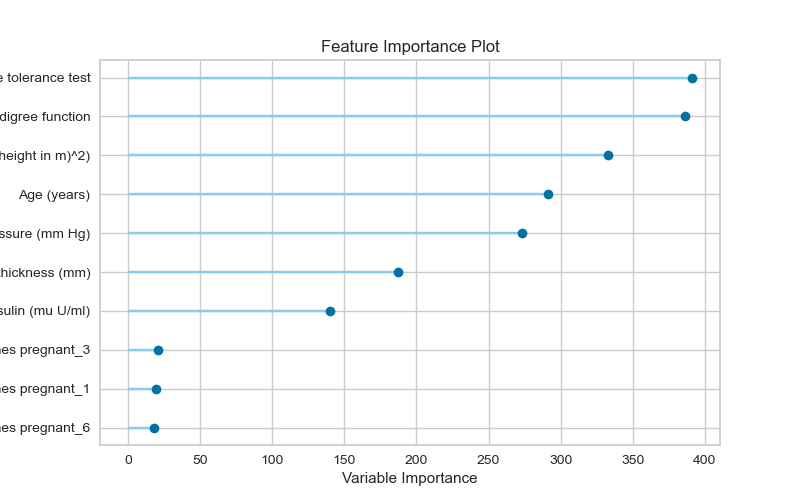 Feature Importance Plot
e tolerance test
digree function
height in m)^2)
Age (years)
ssure (mm Hg)
thickness (mm)
sulin (mu U/ml)
nes pregnant_3
nes pregnant_1
nes pregnant_6
0 50 100 150 200 250 300 350 400
Variable Importance